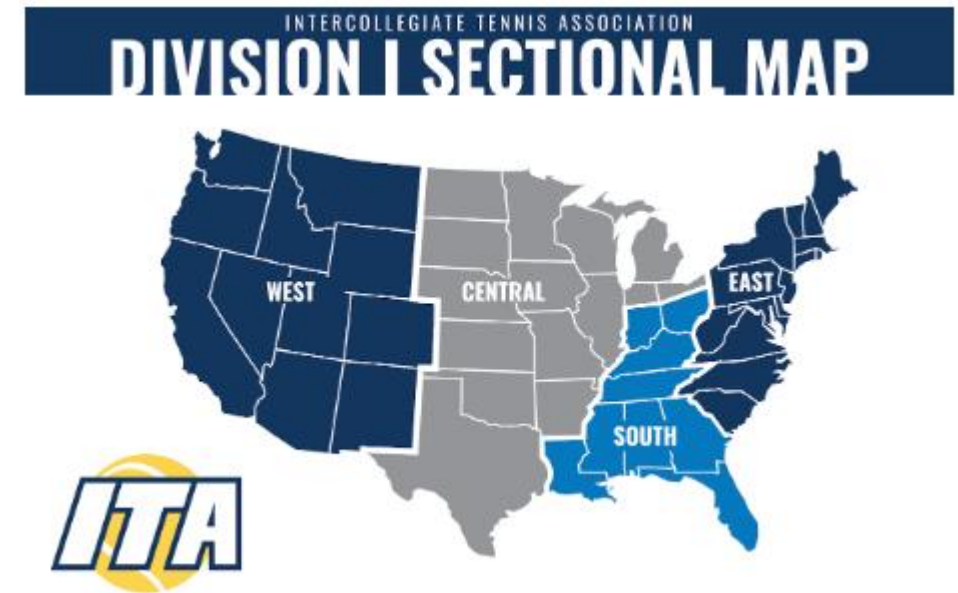 INTERCOLLEGIATE TENNIS ASSOCIATION
DIVISION I SECTIONAL MAP
WEST
CENTRAL
EAST
SOUTH
ITA